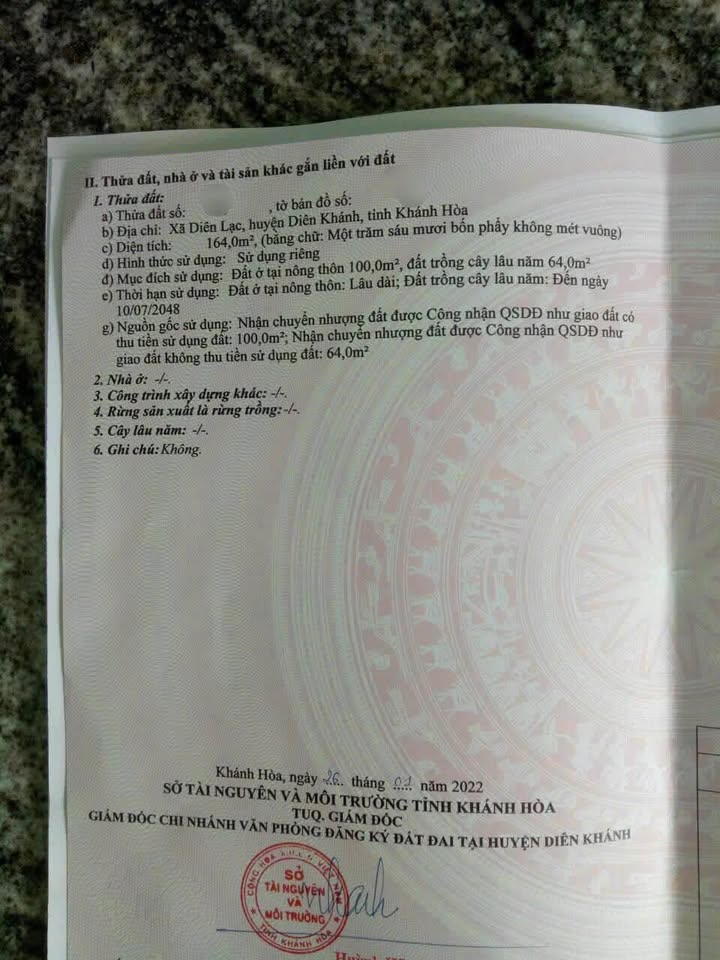 II. Thửa đất, nhà ở và tài sản khác gắn liền với đất
1. Thửa đất:
a) Thửa đất số: , tờ bản đồ số:
b) Địa chỉ: Xã Diên Lạc, huyện Diên Khánh, tỉnh Khánh Hòa
c) Diện tích: 164,0m², (bằng chữ: Một trăm sáu mươi bốn phẩy không mét vuông)
d) Hình thức sử dụng: Sử dụng riêng
đ) Mục đích sử dụng: Đất ở tại nông thôn 100,0m², đất trồng cây lâu năm 64,0m²
e) Thời hạn sử dụng: Đất ở tại nông thôn: Lâu dài; Đất trồng cây lâu năm: Đến ngày
10/07/2048
g) Nguồn gốc sử dụng: Nhận chuyển nhượng đất được Công nhận QSDĐ như giao đất có
thu tiền sử dụng đất: 100,0m²; Nhận chuyển nhượng đất được Công nhận QSDĐ như
giao đất không thu tiền sử dụng đất: 64,0m²
2. Nhà ở: -/-.
3. Công trình xây dựng khác: -/-.
4. Rừng sản xuất là rừng trồng:-/-.
5. Cây lâu năm: -/-.
6. Ghi chú: Không.
Khánh Hòa, ngày 26 tháng 01 năm 2022
SỞ TÀI NGUYÊN VÀ MÔI TRƯỜNG TỈNH KHÁNH HÒA
TUQ. GIÁM ĐỐC
GIÁM ĐỐC CHI NHÁNH VĂN PHÒNG ĐĂNG KÝ ĐẤT ĐAI TẠI HUYỆN DIÊN KHÁNH
CỘNG HÒA X.H.C.N VIỆT NAM
SỞ
TÀI NGUYÊN
VÀ
MÔI TRƯỜNG
TỈNH KHÁNH HÒA